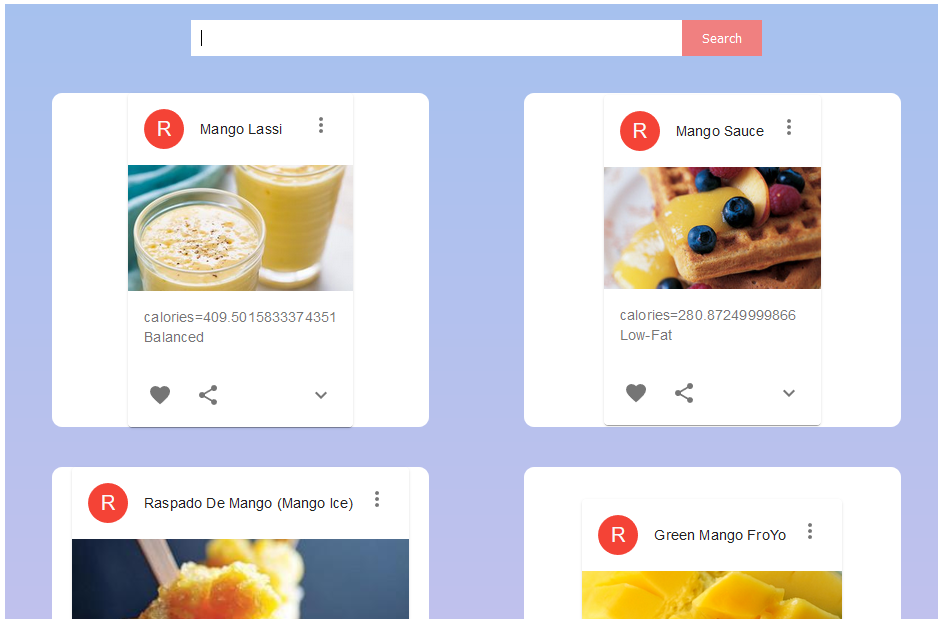 Search
R
Mango Lassi
calories=409.5015833374351
Balanced
R
Mango Sauce
calories=280.87249999866
Low-Fat
R
Raspado De Mango (Mango Ice)
R
Green Mango FroYo